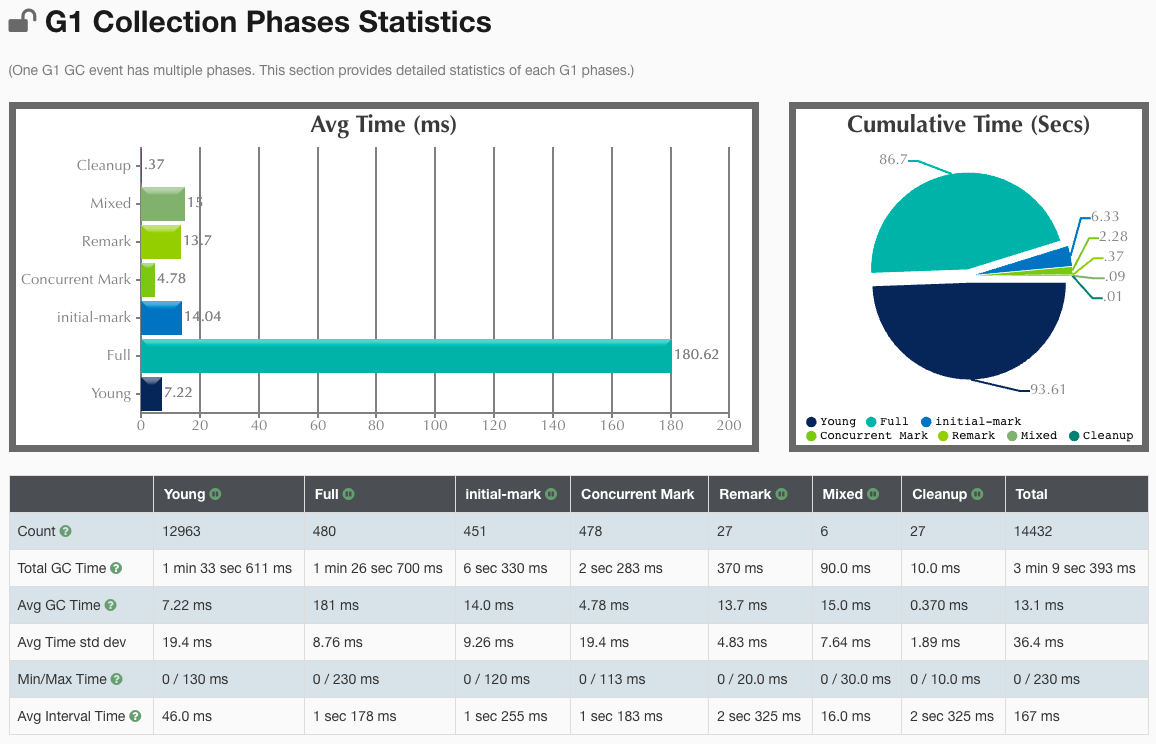 G1 Collection Phases Statistics
(One G1 GC event has multiple phases. This section provides detailed statistics of each G1 phases.)
Avg Time (ms)
Cleanup .37
Mixed 15
Remark 13.7
Concurrent Mark 4.78
initial-mark 14.04
Full 180.62
Young 7.22
0 20 40 60 80 100 120 140 160 180 200
Cumulative Time (Secs)
86.7
6.33
2.28
.37
.09
.01
93.61
Young Full initial-mark
Concurrent Mark Remark Mixed Cleanup
Young Full initial-mark Concurrent Mark Remark Mixed Cleanup Total
Count 12963 480 451 478 27 6 27 14432
Total GC Time 1 min 33 sec 611 ms 1 min 26 sec 700 ms 6 sec 330 ms 2 sec 283 ms 370 ms 90.0 ms 10.0 ms 3 min 9 sec 393 ms
Avg GC Time 7.22 ms 181 ms 14.0 ms 4.78 ms 13.7 ms 15.0 ms 0.370 ms 13.1 ms
Avg Time std dev 19.4 ms 8.76 ms 9.26 ms 19.4 ms 4.83 ms 7.64 ms 1.89 ms 36.4 ms
Min/Max Time 0 / 130 ms 0 / 230 ms 0 / 120 ms 0 / 113 ms 0 / 20.0 ms 0 / 30.0 ms 0 / 10.0 ms 0 / 230 ms
Avg Interval Time 46.0 ms 1 sec 178 ms 1 sec 255 ms 1 sec 183 ms 2 sec 325 ms 16.0 ms 2 sec 325 ms 167 ms